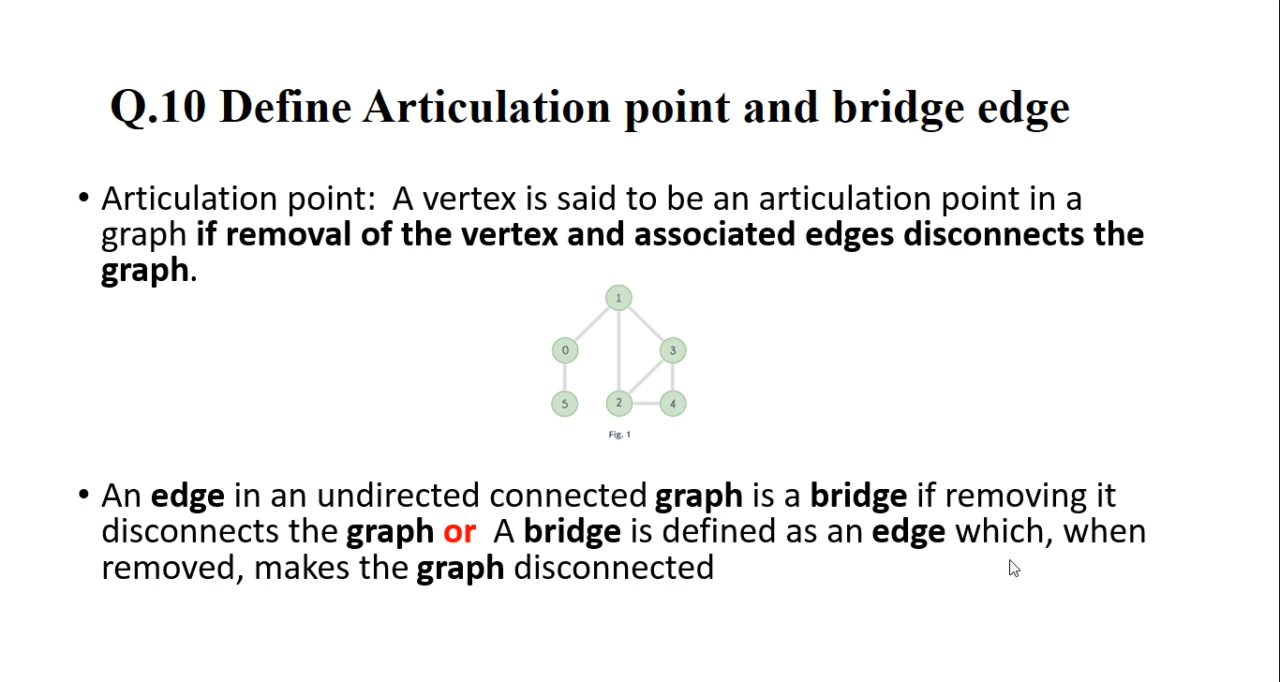 Q.10 Define Articulation point and bridge edge
• Articulation point: A vertex is said to be an articulation point in a
graph if removal of the vertex and associated edges disconnects the
graph.
1
0
3
5
2
4
Fig. 1
• An edge in an undirected connected graph is a bridge if removing it
disconnects the graph or A bridge is defined as an edge which, when
removed, makes the graph disconnected